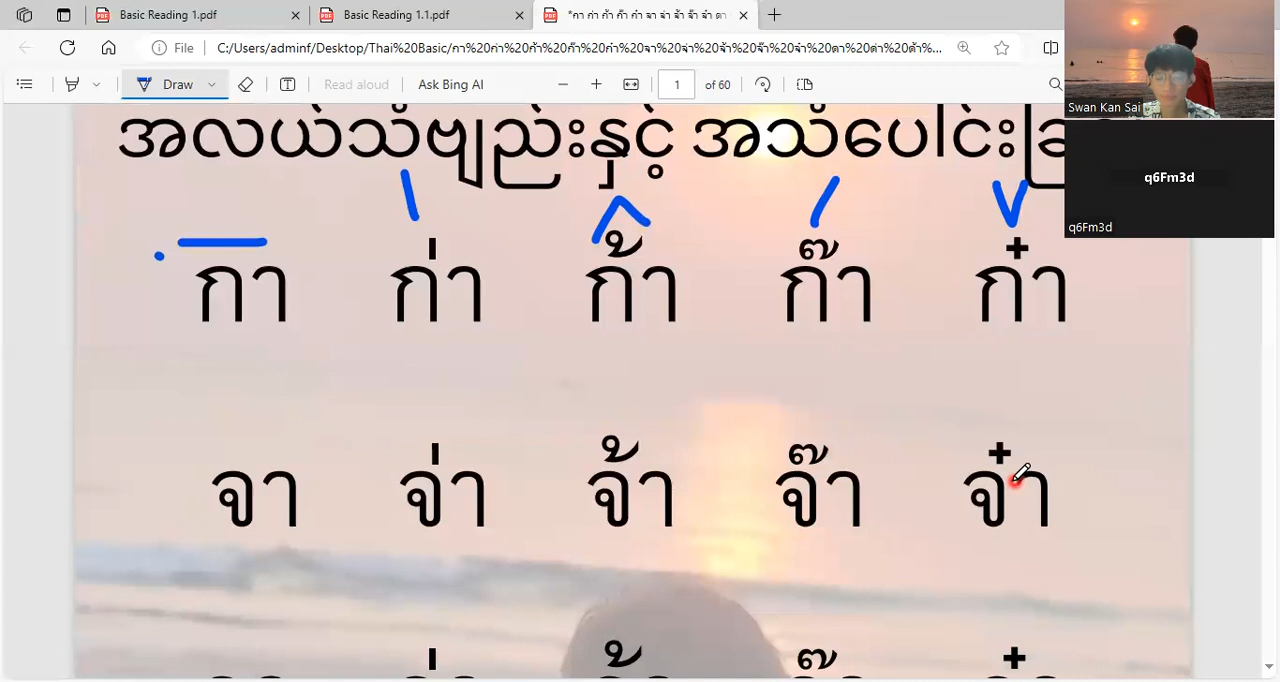 Basic Reading 1.pdf
Basic Reading 1.1.pdf
*กา ก่า ก้า ก๊า ก๋า จา จ่า จ้า จ๊า จ๋า ดา
File
C:/Users/adminf/Desktop/Thai%20Basic/กา%20ก่า%20ก้า%20ก๊า%20ก๋า%20จา%20จ่า%20จ้า%20จ๊า%20จ๋า%20ดา%20ด่า%20ด้า%...
Draw
Read aloud
Ask Bing AI
1 of 60
Swan Kan Sai
q6Fm3d
q6Fm3d
အလယ်သံဗျည်းနှင့် အသံပေါင်းခြ
กา ก่า ก้า ก๊า ก๋า
จา จ่า จ้า จ๊า จ๋า